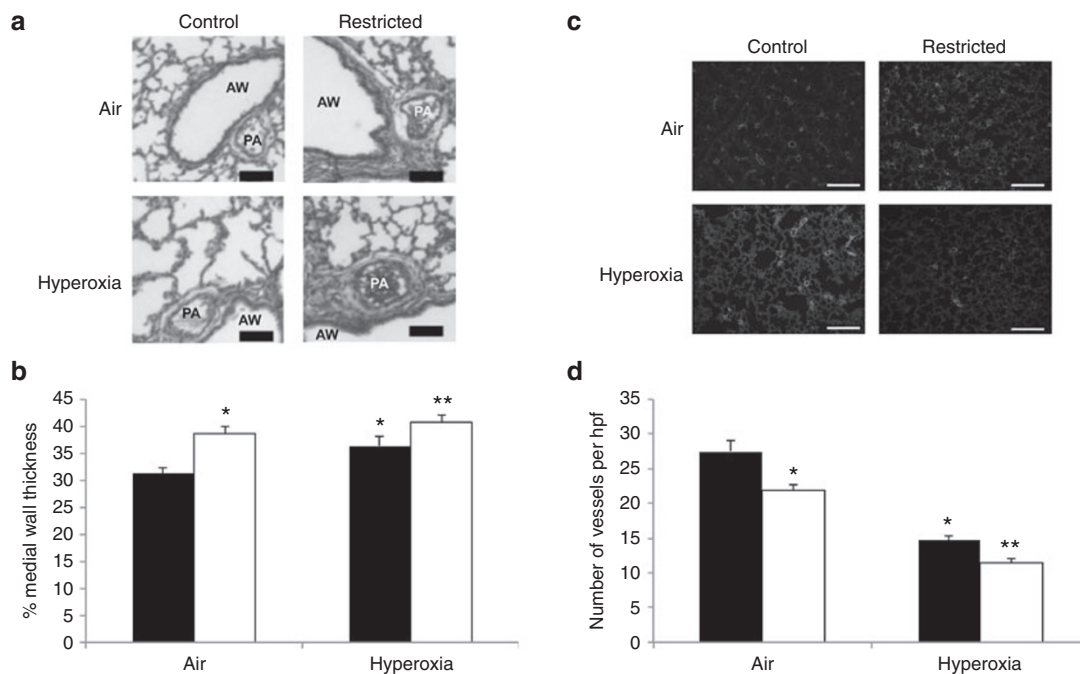 a
Control Restricted
Air
AW
PA
AW
PA
Hyperoxia
PA
AW
PA
AW
b
% medial wall thickness
45
40
35
30
25
20
15
10
5
0
*
*
**
Air Hyperoxia
c
Control Restricted
Air
Hyperoxia
d
Number of vessels per hpf
35
30
25
20
15
10
5
0
*
*
**
Air Hyperoxia